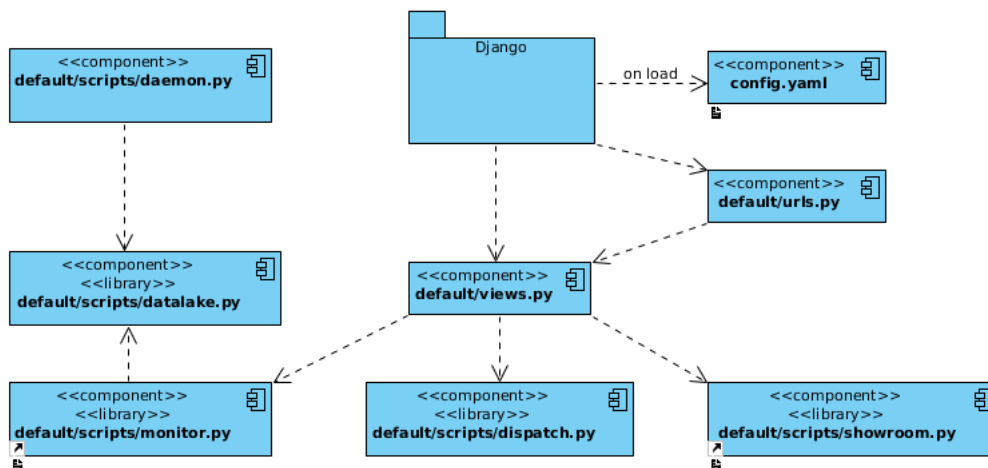 Django
<<component>>
default/scripts/daemon.py
on load
<<component>>
config.yaml
<<component>>
default/urls.py
<<component>>
<<library>>
default/scripts/datalake.py
<<component>>
default/views.py
<<component>>
<<library>>
default/scripts/monitor.py
<<component>>
<<library>>
default/scripts/dispatch.py
<<component>>
<<library>>
default/scripts/showroom.py